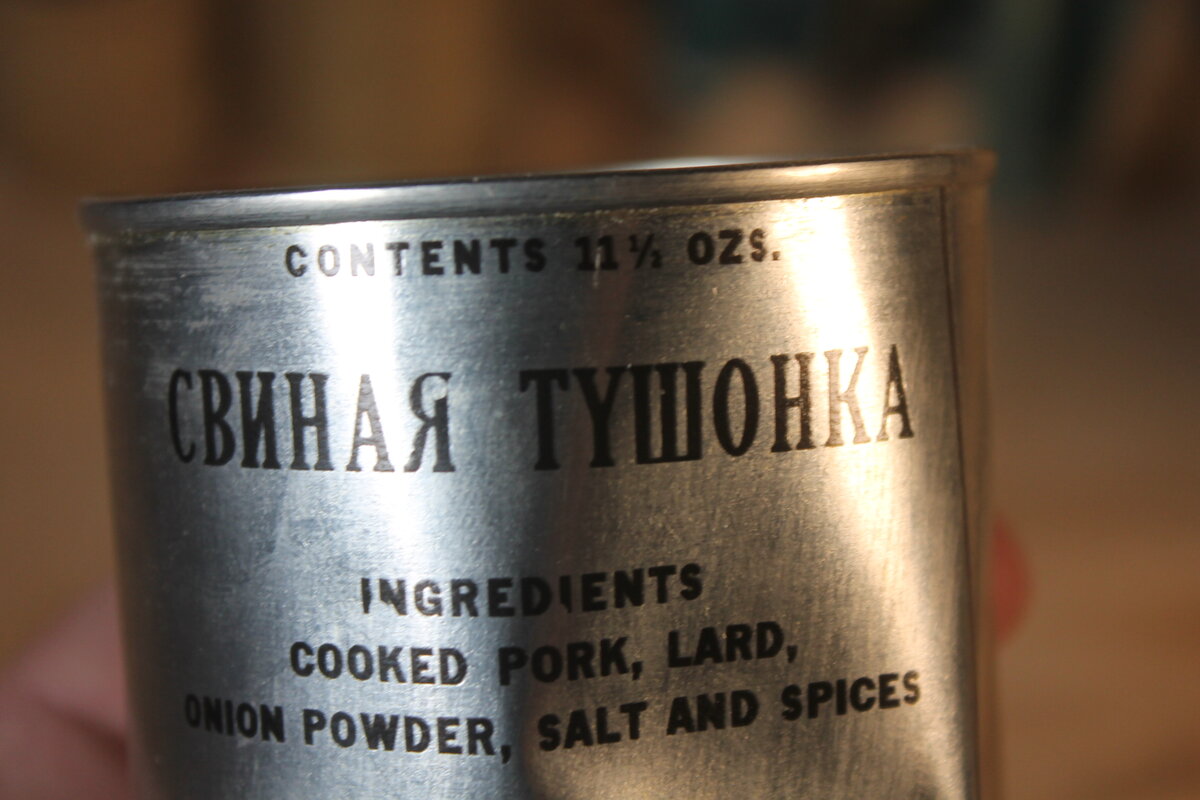 CONTENTS 11½ OZS.
СВИНАЯ ТУШОНКА
INGREDIENTS
COOKED PORK, LARD,
ONION POWDER, SALT AND SPICES